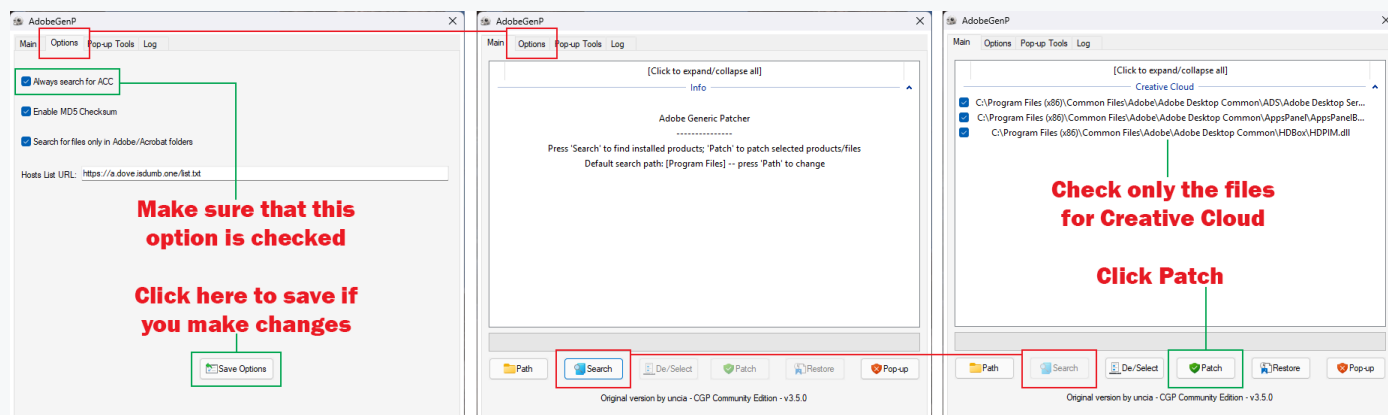 AdobeGenP
Main Options Pop-up Tools Log
Always search for ACC
Enable MD5 Checksum
Search for files only in Adobe/Acrobat folders
Hosts List URL: https://a.dove.isdumb.one/list.txt
Make sure that this
option is checked
Click here to save if
you make changes
Save Options
AdobeGenP
Main Options Pop-up Tools Log
[Click to expand/collapse all]
Info
Adobe Generic Patcher
---------------
Press 'Search' to find installed products; 'Patch' to patch selected products/files
Default search path: [Program Files] -- press 'Path' to change
Path Search De/Select Patch Restore Pop-up
Original version by uncia - CGP Community Edition - v3.5.0
AdobeGenP
Main Options Pop-up Tools Log
[Click to expand/collapse all]
Creative Cloud
C:\Program Files (x86)\Common Files\Adobe\Adobe Desktop Common\ADS\Adobe Desktop Ser...
C:\Program Files (x86)\Common Files\Adobe\Adobe Desktop Common\AppsPanel\AppsPanelB...
C:\Program Files (x86)\Common Files\Adobe\Adobe Desktop Common\HDBox\HDPIM.dll
Check only the files
for Creative Cloud
Click Patch
Path Search De/Select Patch Restore Pop-up
Original version by uncia - CGP Community Edition - v3.5.0